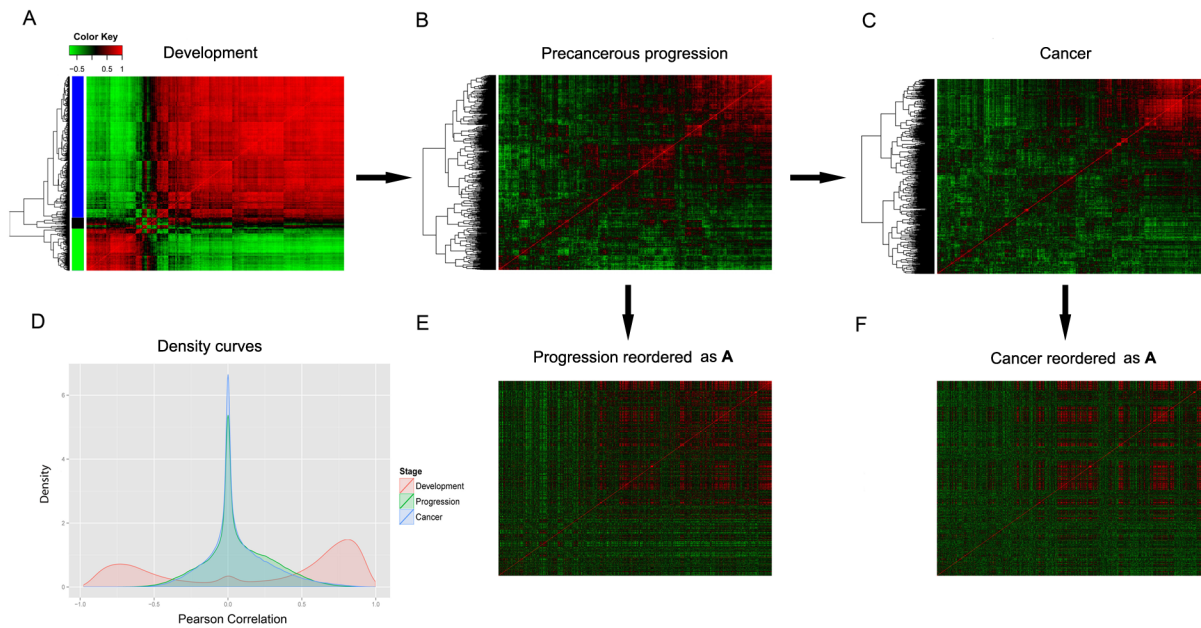 A
Color Key
−0.5 0.5 1
Development
B
Precancerous progression
C
Cancer
D
Density curves
Density
6
4
2
0
−1.0 −0.5 0.0 0.5 1.0
Pearson Correlation
Stage
Development
Progression
Cancer
E
Progression reordered as A
F
Cancer reordered as A